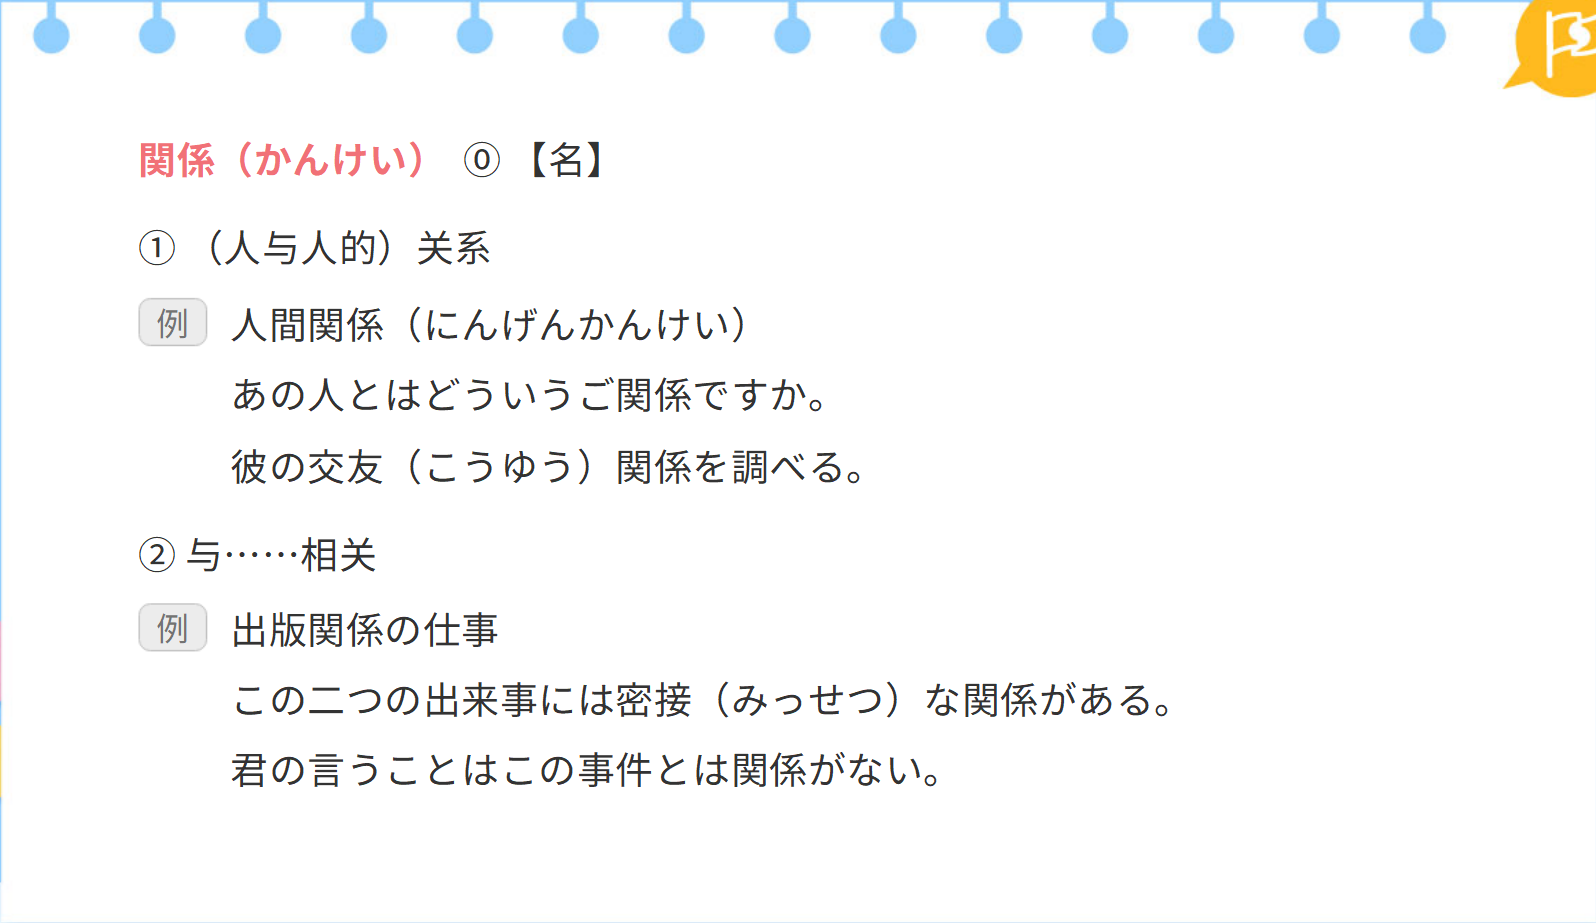 関係（かんけい） ⓪ 【名】
① （人与人的）关系
例 人間関係（にんげんかんけい）
あの人とはどういうご関係ですか。
彼の交友（こうゆう）関係を調べる。
② 与……相关
例 出版関係の仕事
この二つの出来事には密接（みっせつ）な関係がある。
君の言うことはこの事件とは関係がない。